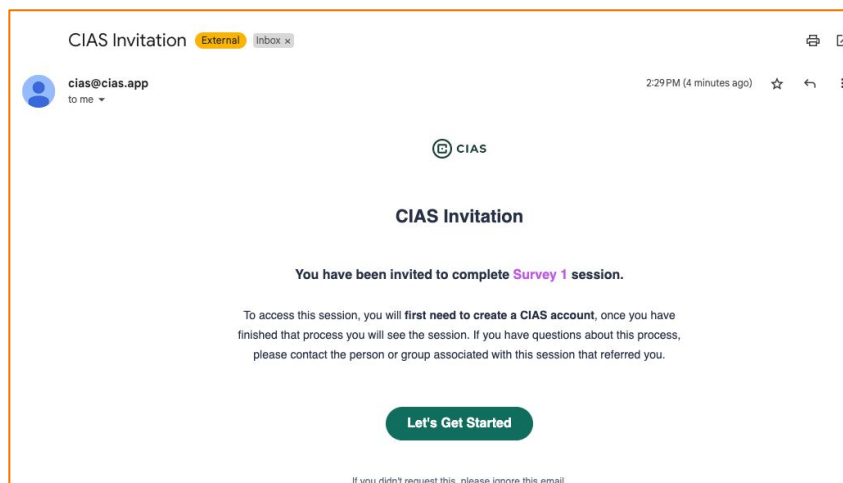 CIAS Invitation External Inbox ×
cias@cias.app 2:29 PM (4 minutes ago)
to me
CIAS
CIAS Invitation
You have been invited to complete Survey 1 session.
To access this session, you will first need to create a CIAS account, once you have
finished that process you will see the session. If you have questions about this process,
please contact the person or group associated with this session that referred you.
Let's Get Started
If you didn't request this, please ignore this email